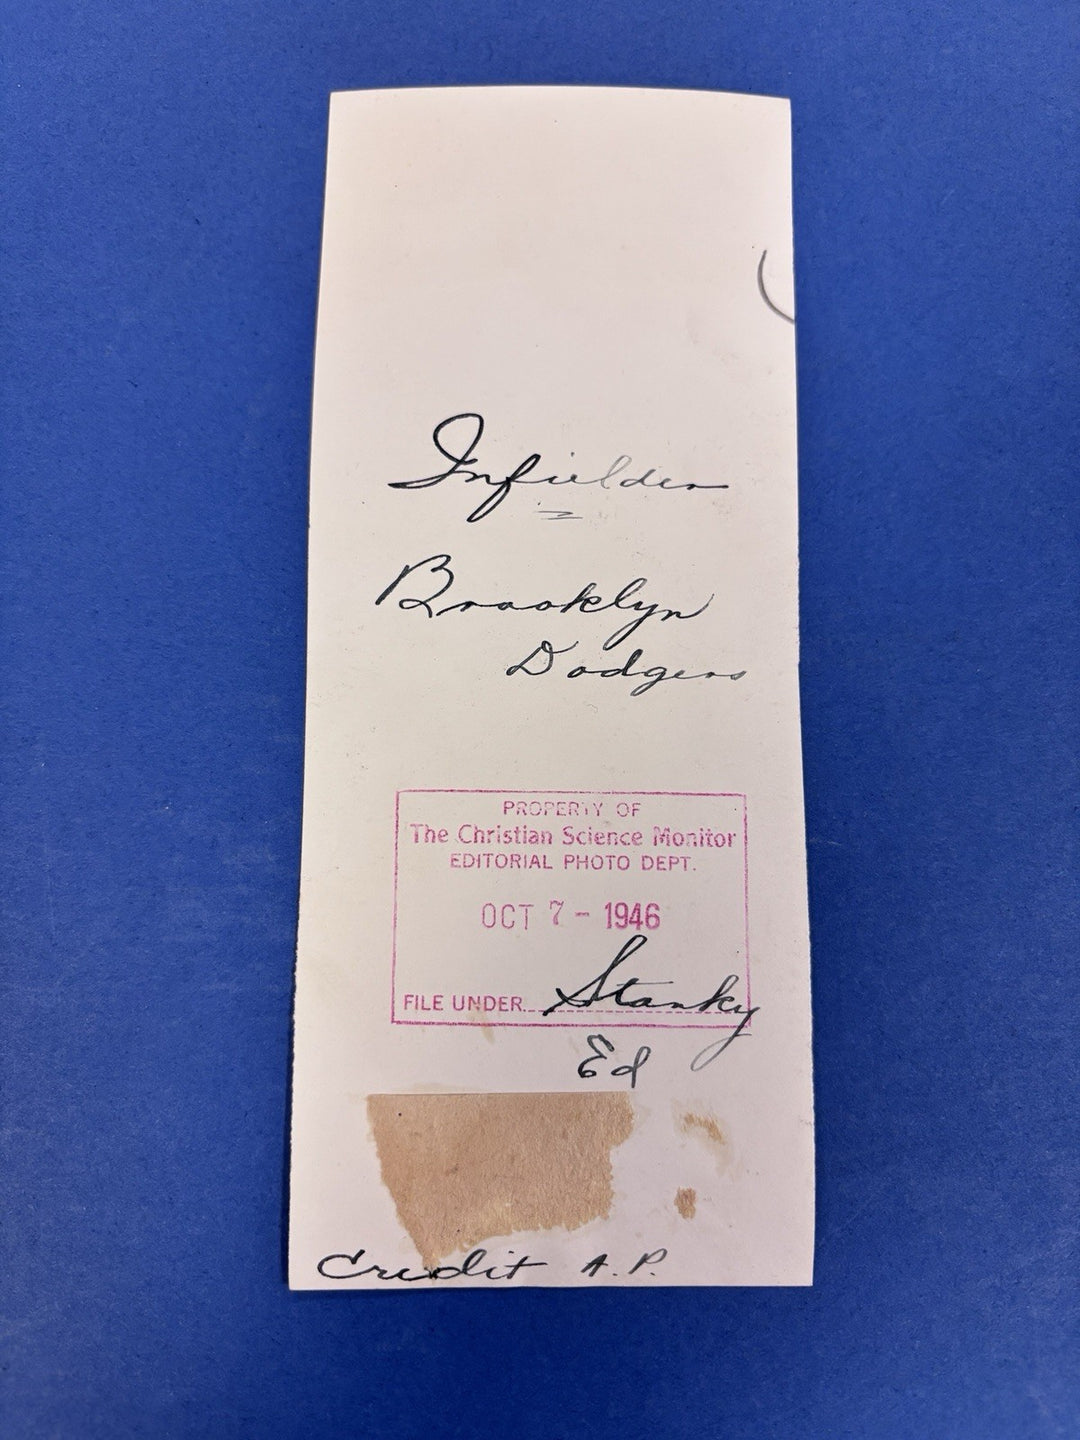 Infielder
Brooklyn
Dodgers
PROPERTY OF
The Christian Science Monitor
EDITORIAL PHOTO DEPT.
OCT 7 - 1946
FILE UNDER Stanky
Ed
Credit A.P.